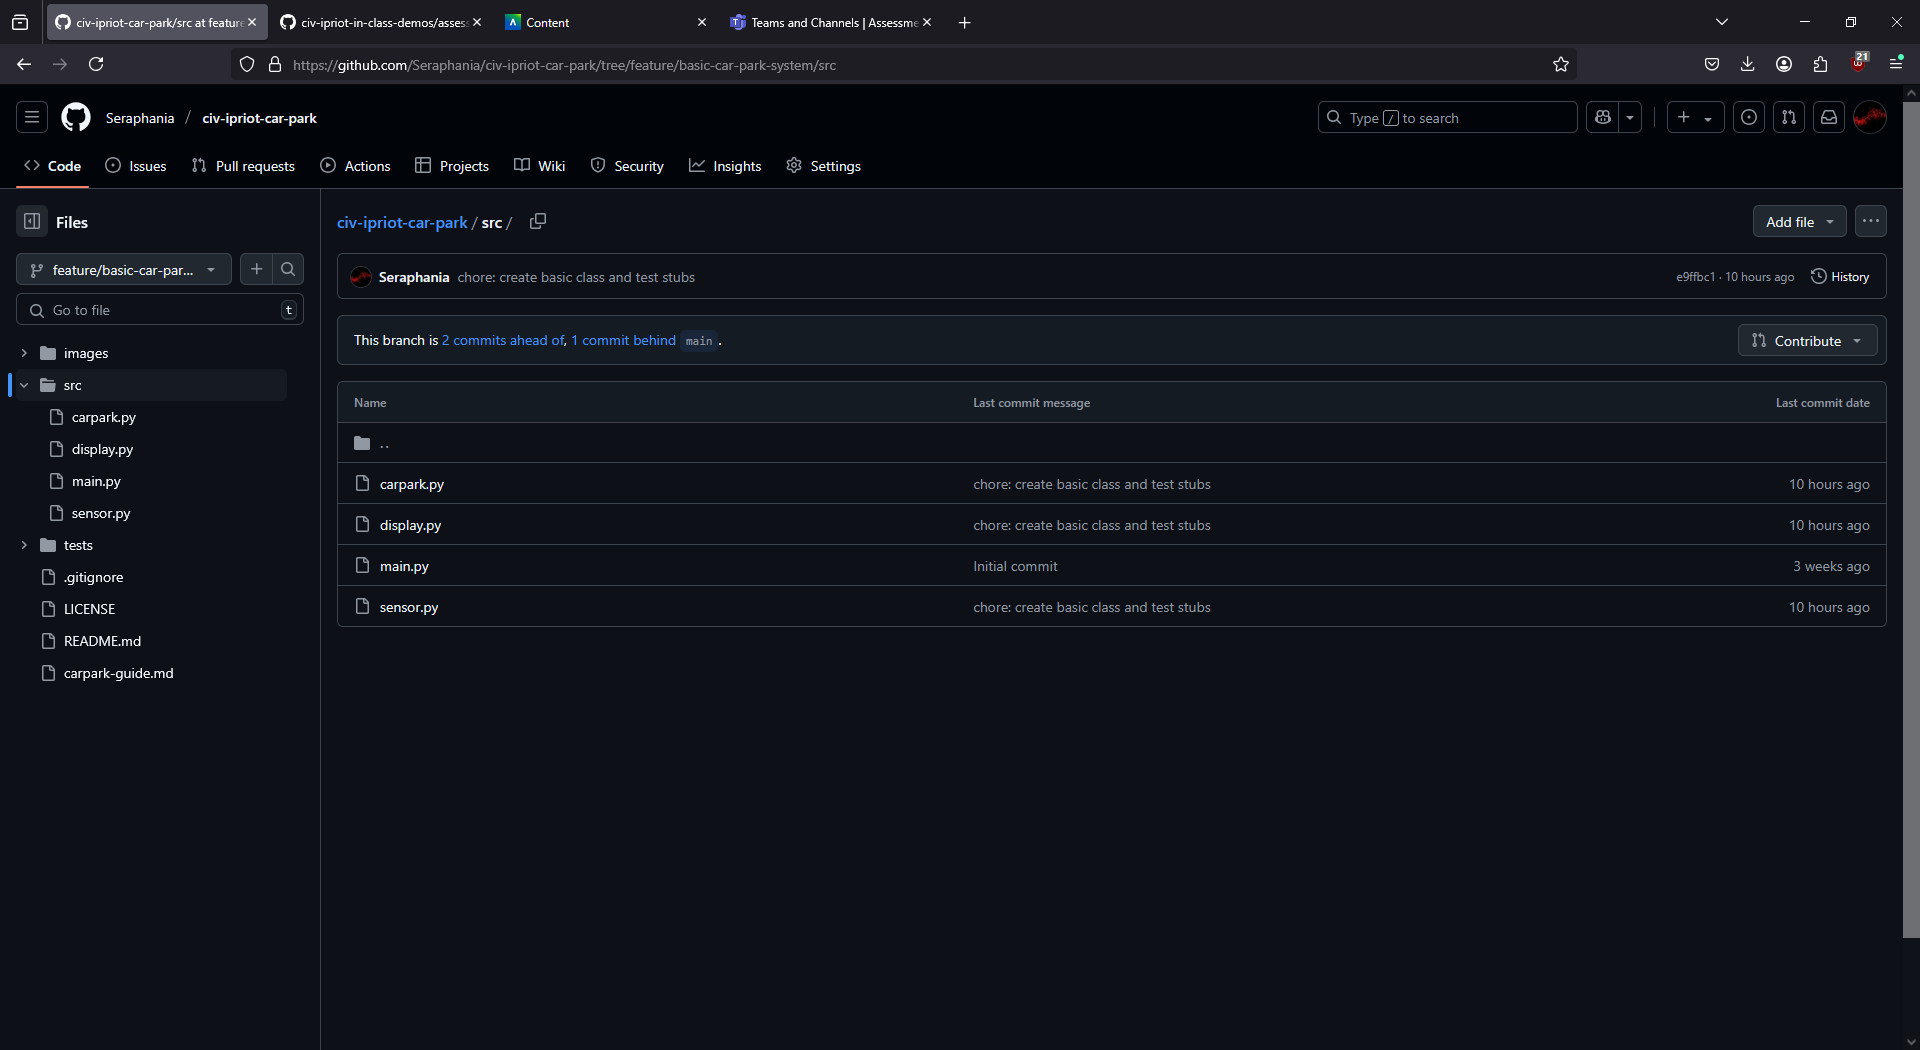 civ-ipriot-car-park/src at featur
civ-ipriot-in-class-demos/asses
Content
Teams and Channels | Assessme
https://github.com/Seraphania/civ-ipriot-car-park/tree/feature/basic-car-park-system/src
21
Seraphania / civ-ipriot-car-park
Type / to search
Code
Issues
Pull requests
Actions
Projects
Wiki
Security
Insights
Settings
Files
feature/basic-car-par...
Go to file
t
images
src
carpark.py
display.py
main.py
sensor.py
tests
.gitignore
LICENSE
README.md
carpark-guide.md
civ-ipriot-car-park / src /
Add file
Seraphania chore: create basic class and test stubs
e9ffbc1 · 10 hours ago
History
This branch is 2 commits ahead of, 1 commit behind main .
Contribute
Name Last commit message Last commit date
..
carpark.py chore: create basic class and test stubs 10 hours ago
display.py chore: create basic class and test stubs 10 hours ago
main.py Initial commit 3 weeks ago
sensor.py chore: create basic class and test stubs 10 hours ago